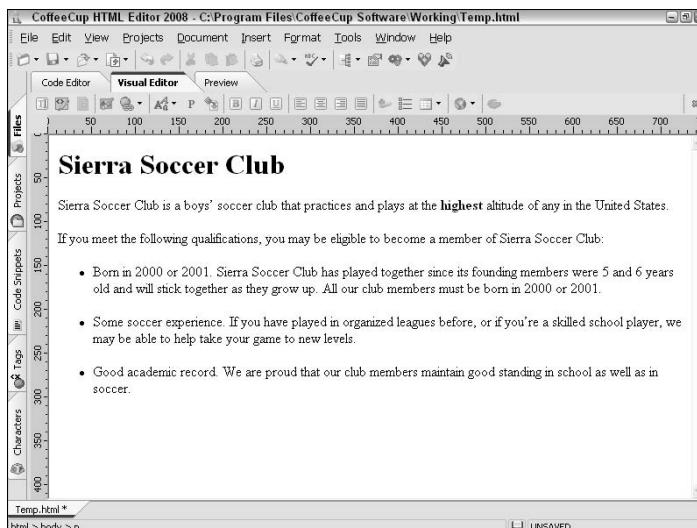 CoffeeCup HTML Editor 2008 - C:\Program Files\CoffeeCup Software\Working\Temp.html
File Edit View Projects Document Insert Format Tools Window Help
Code Editor Visual Editor Preview
50 100 150 200 250 300 350 400 450 500 550 600 650 700
Files
Projects
Code Snippets
Tags
Characters
50
100
150
200
250
300
350
400
Sierra Soccer Club
Sierra Soccer Club is a boys' soccer club that practices and plays at the highest altitude of any in the United States.
If you meet the following qualifications, you may be eligible to become a member of Sierra Soccer Club:
• Born in 2000 or 2001. Sierra Soccer Club has played together since its founding members were 5 and 6 years
old and will stick together as they grow up. All our club members must be born in 2000 or 2001.
• Some soccer experience. If you have played in organized leagues before, or if you're a skilled school player, we
may be able to help take your game to new levels.
• Good academic record. We are proud that our club members maintain good standing in school as well as in
soccer.
Temp.html *
html > body > p
UNSAVED